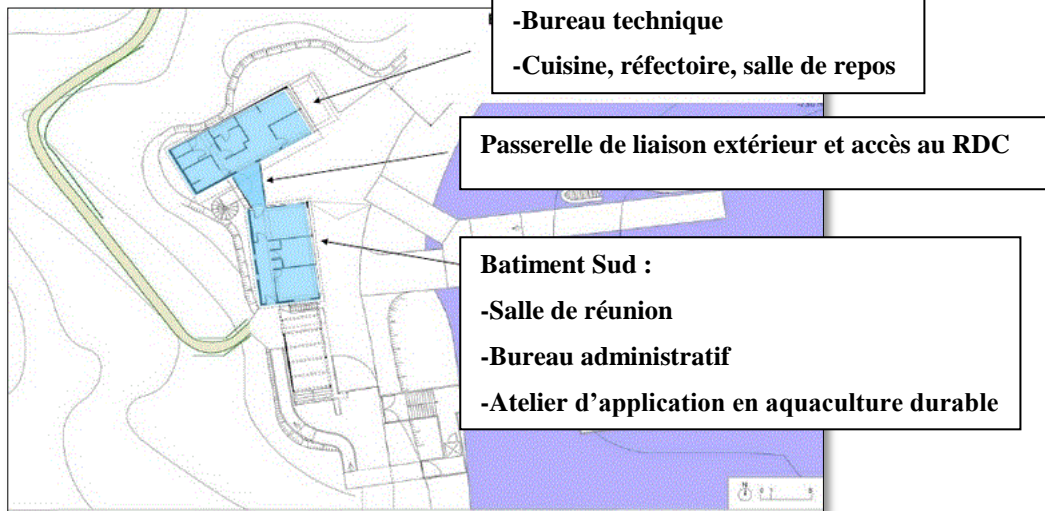 -Bureau technique
-Cuisine, réfectoire, salle de repos
Passerelle de liaison extérieur et accès au RDC
Batiment Sud :
-Salle de réunion
-Bureau administratif
-Atelier d’application en aquaculture durable
N